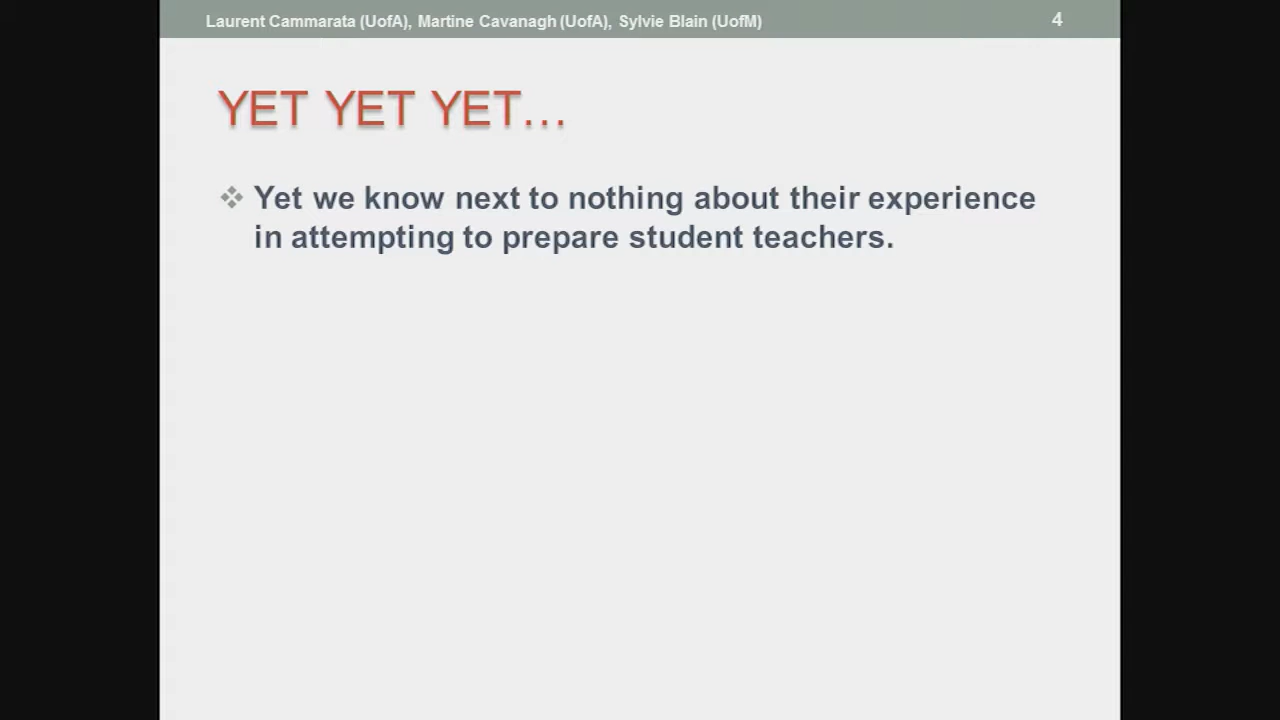 Laurent Cammarata (UofA), Martine Cavanagh (UofA), Sylvie Blain (UofM) 4
YET YET YET…
Yet we know next to nothing about their experience
in attempting to prepare student teachers.